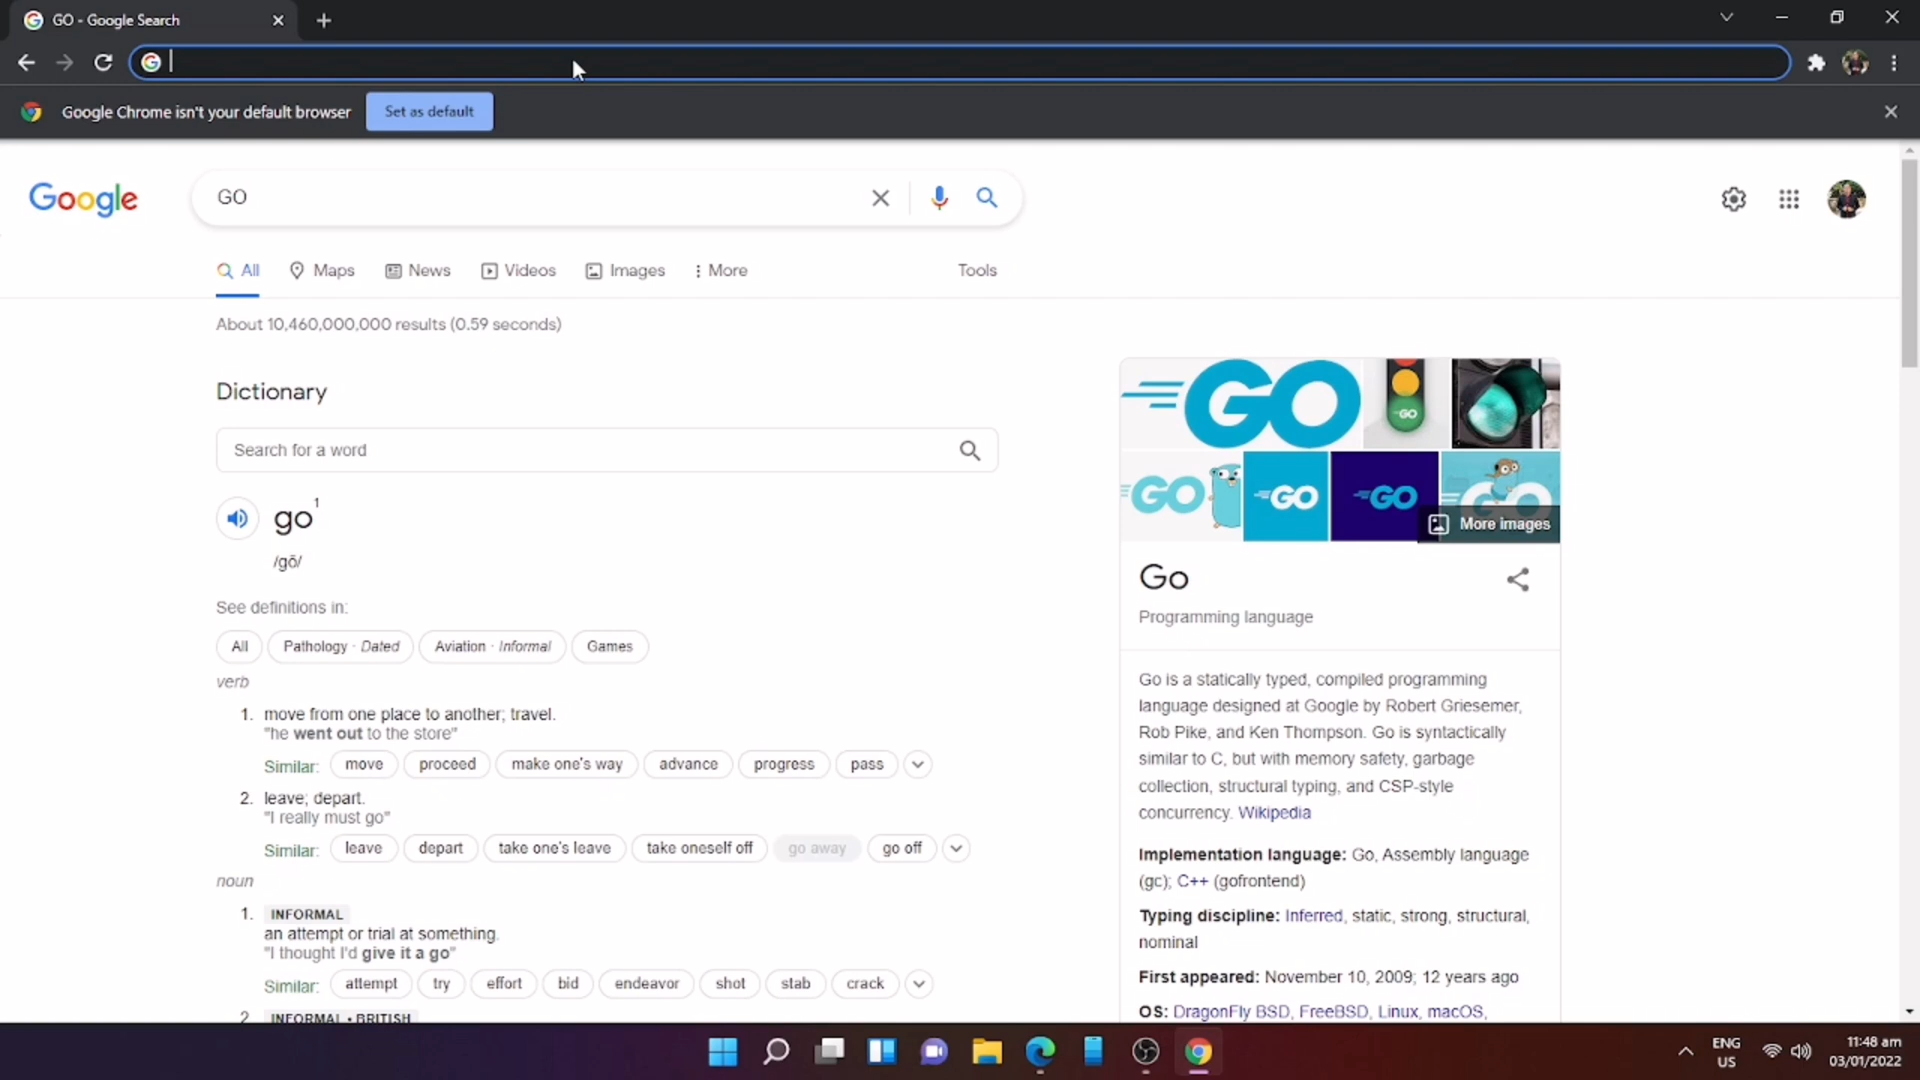 GO - Google Search
Google Chrome isn't your default browser
Set as default
Google
GO
All
Maps
News
Videos
Images
More
Tools
About 10,460,000,000 results (0.59 seconds)
Dictionary
Search for a word
go¹
/gō/
See definitions in:
All
Pathology · Dated
Aviation · Informal
Games
verb
1. move from one place to another; travel.
"he went out to the store"
Similar: move proceed make one's way advance progress pass
2. leave; depart.
"I really must go"
Similar: leave depart take one's leave take oneself off go away go off
noun
1. INFORMAL
an attempt or trial at something.
"I thought I'd give it a go"
Similar: attempt try effort bid endeavor shot stab crack
2. INFORMAL • BRITISH
GO
GO
GO
GO
GO
GO
More images
Go
Programming language
Go is a statically typed, compiled programming
language designed at Google by Robert Griesemer,
Rob Pike, and Ken Thompson. Go is syntactically
similar to C, but with memory safety, garbage
collection, structural typing, and CSP-style
concurrency. Wikipedia
Implementation language: Go, Assembly language
(gc); C++ (gofrontend)
Typing discipline: Inferred, static, strong, structural,
nominal
First appeared: November 10, 2009; 12 years ago
OS: DragonFly BSD, FreeBSD, Linux, macOS,
ENG
US
11:48 am
03/01/2022